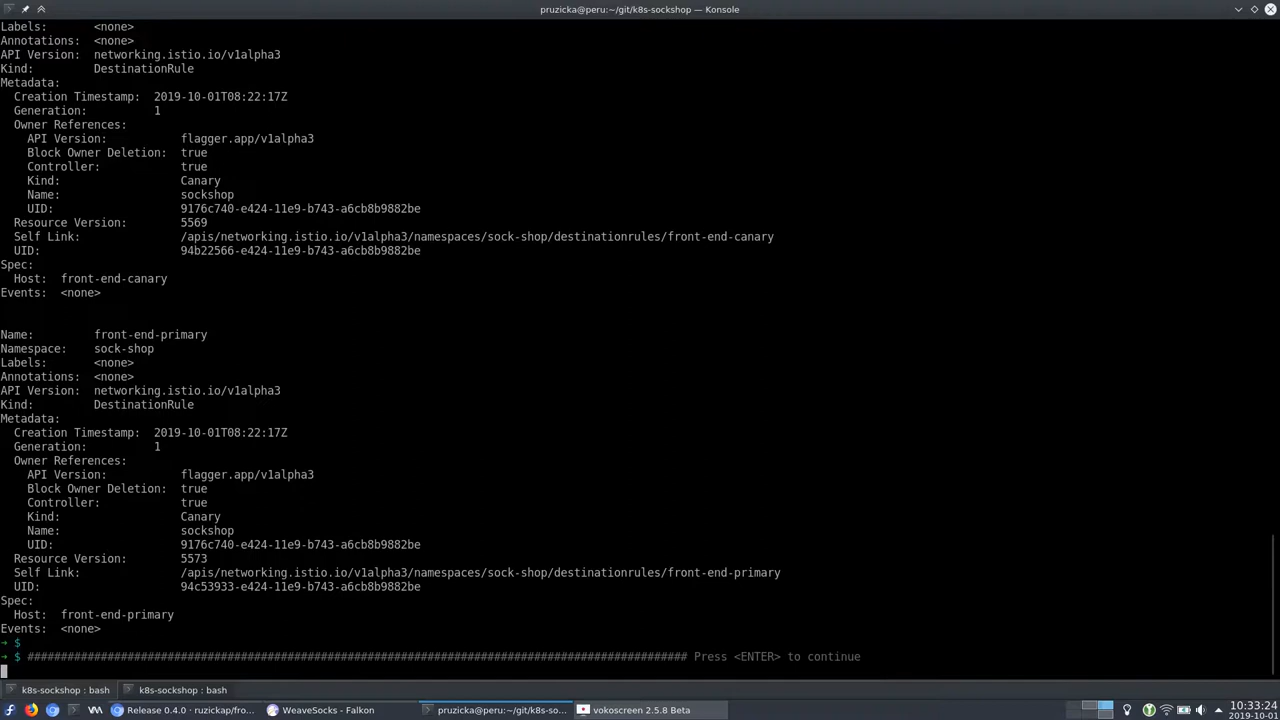 pruzicka@peru:~/git/k8s-sockshop — Konsole
Labels:       <none>
Annotations:  <none>
API Version:  networking.istio.io/v1alpha3
Kind:         DestinationRule
Metadata:
  Creation Timestamp:  2019-10-01T08:22:17Z
  Generation:          1
  Owner References:
    API Version:           flagger.app/v1alpha3
    Block Owner Deletion:  true
    Controller:            true
    Kind:                  Canary
    Name:                  sockshop
    UID:                   9176c740-e424-11e9-b743-a6cb8b9882be
  Resource Version:        5569
  Self Link:               /apis/networking.istio.io/v1alpha3/namespaces/sock-shop/destinationrules/front-end-canary
  UID:                     94b22566-e424-11e9-b743-a6cb8b9882be
Spec:
  Host:  front-end-canary
Events:  <none>
Name:         front-end-primary
Namespace:    sock-shop
Labels:       <none>
Annotations:  <none>
API Version:  networking.istio.io/v1alpha3
Kind:         DestinationRule
Metadata:
  Creation Timestamp:  2019-10-01T08:22:17Z
  Generation:          1
  Owner References:
    API Version:           flagger.app/v1alpha3
    Block Owner Deletion:  true
    Controller:            true
    Kind:                  Canary
    Name:                  sockshop
    UID:                   9176c740-e424-11e9-b743-a6cb8b9882be
  Resource Version:        5573
  Self Link:               /apis/networking.istio.io/v1alpha3/namespaces/sock-shop/destinationrules/front-end-primary
  UID:                     94c53933-e424-11e9-b743-a6cb8b9882be
Spec:
  Host:  front-end-primary
Events:  <none>
➜ $
➜ $ ################################################################################################### Press <ENTER> to continue
k8s-sockshop : bash    k8s-sockshop : bash
Release 0.4.0 · ruzickap/fro...    WeaveSocks - Falkon    pruzicka@peru:~/git/k8s-so...    vokoscreen 2.5.8 Beta    10:33:24
2019-10-01